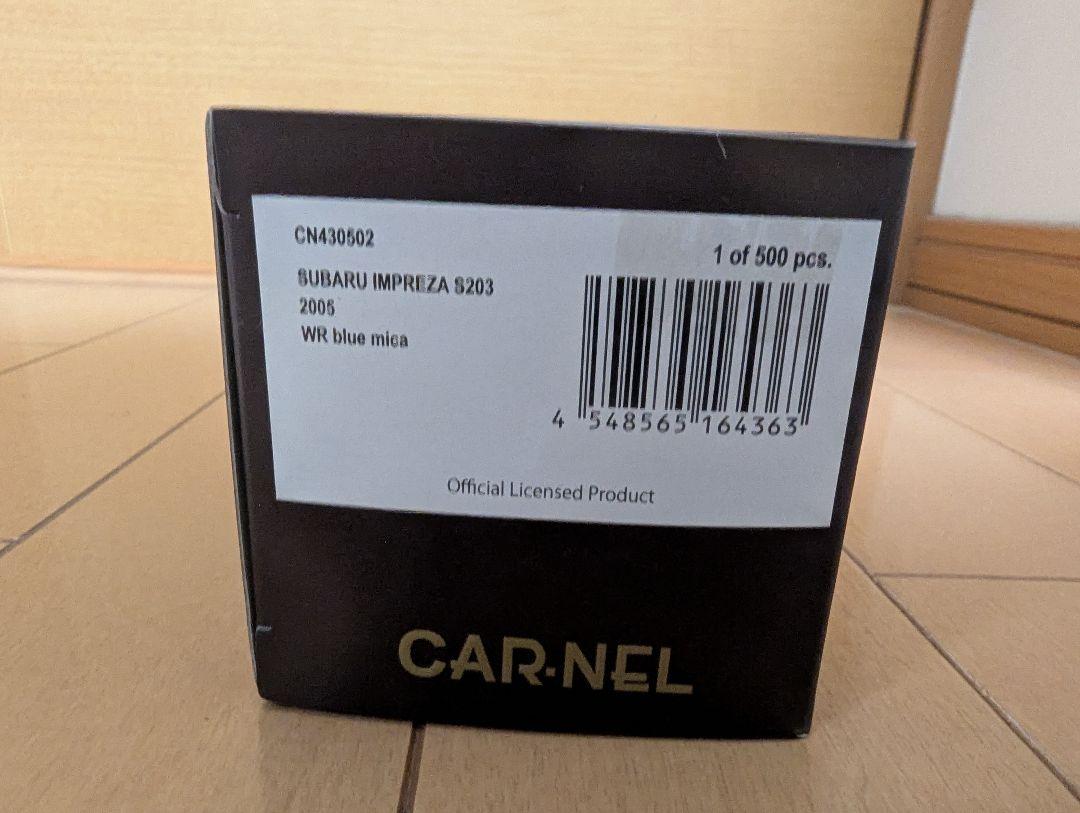 CN430502
1 of 500 pcs.
SUBARU IMPREZA S203
2005
WR blue mica
4 548565 164363
Official Licensed Product
CAR·NEL